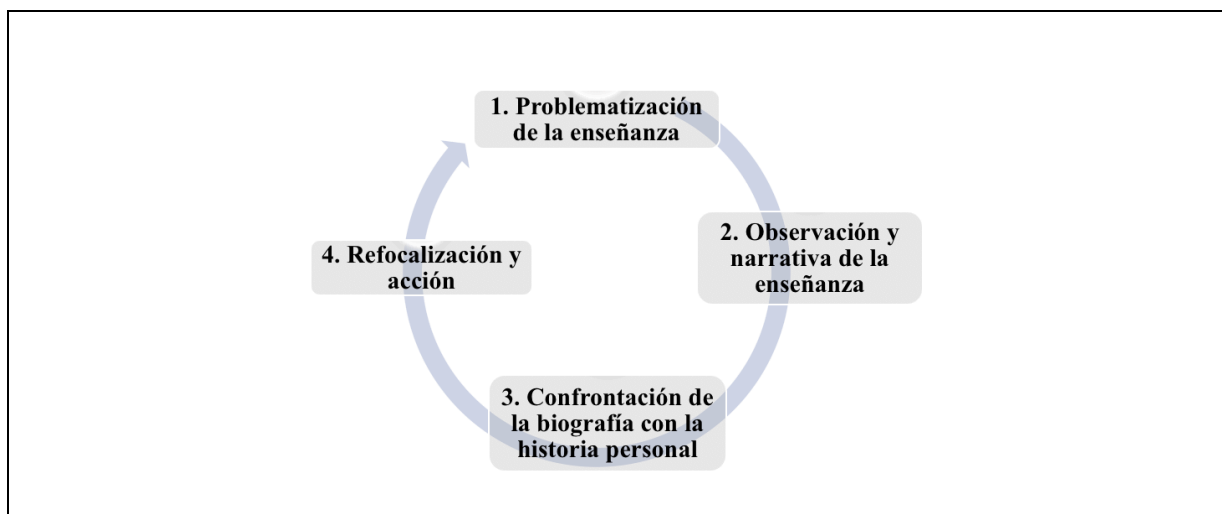 1. Problematización
de la enseñanza
2. Observación y
narrativa de la
enseñanza
3. Confrontación de
la biografía con la
historia personal
4. Refocalización y
acción